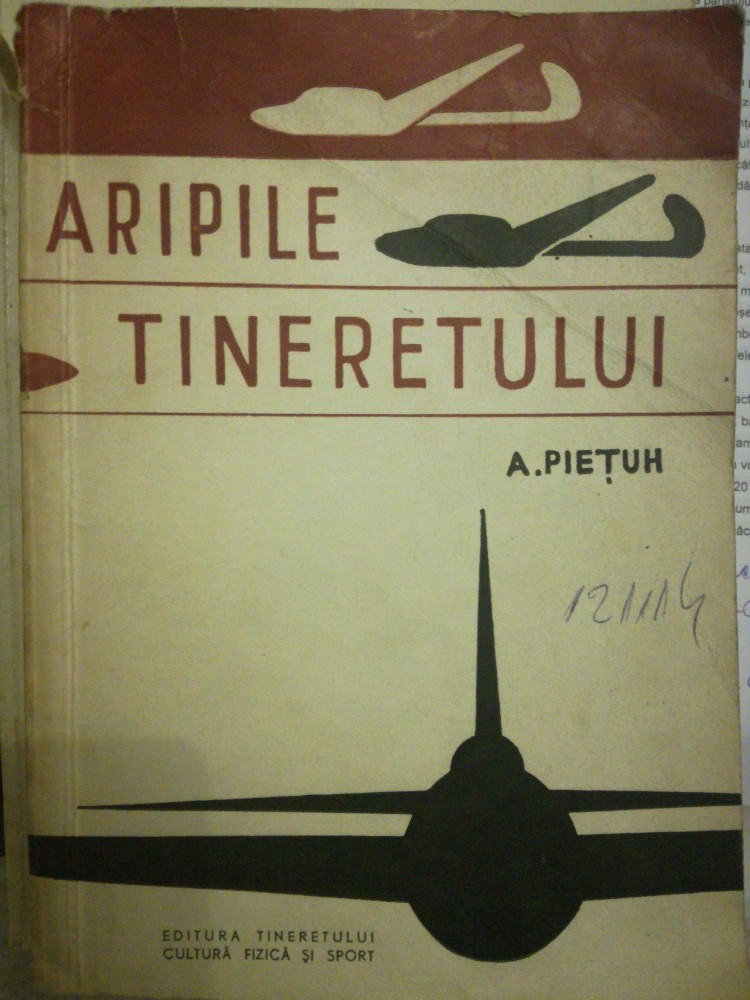 ARIPILE
TINERETULUI
A.PIEȚUH
EDITURA TINERETULUI
CULTURĂ FIZICĂ ȘI SPORT